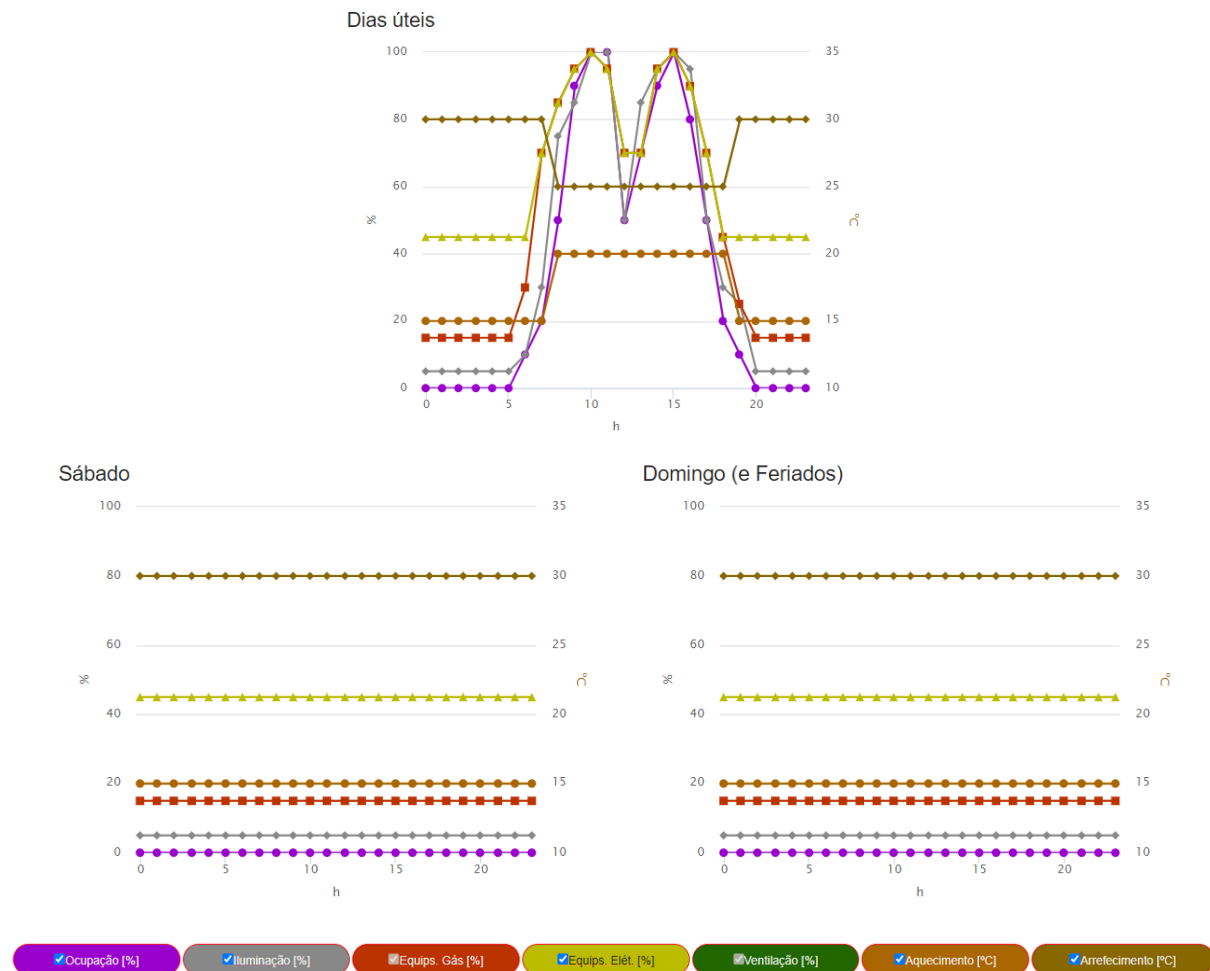 Dias úteis
100 35
80 30
60 25
% ºC
40 20
20 15
0 10
0 5 10 15 20
h
Sábado Domingo (e Feriados)
100 35 100 35
80 30 80 30
60 25 60 25
% ºC % ºC
40 20 40 20
20 15 20 15
0 10 0 10
0 5 10 15 20 0 5 10 15 20
h h
Ocupação [%] Iluminação [%] Equips. Gás [%] Equips. Elét. [%] Ventilação [%] Aquecimento [ºC] Arrefecimento [ºC]